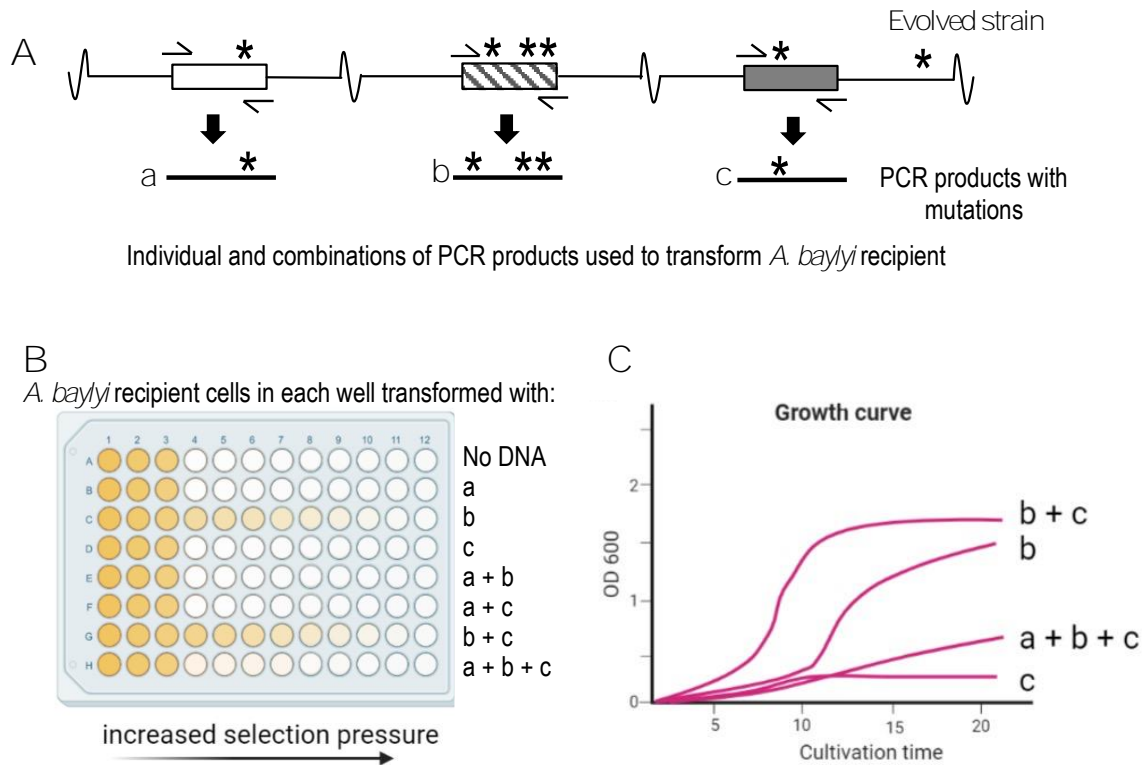 A
Evolved strain
* * ** * *
a * b * ** c *
PCR products with
mutations
Individual and combinations of PCR products used to transform A. baylyi recipient
B
A. baylyi recipient cells in each well transformed with:
1 2 3 4 5 6 7 8 9 10 11 12
A No DNA
B a
C b
D c
E a + b
F a + c
G b + c
H a + b + c
increased selection pressure
C
Growth curve
OD 600
2
1
0
5 10 15 20
Cultivation time
b + c
b
a + b + c
c